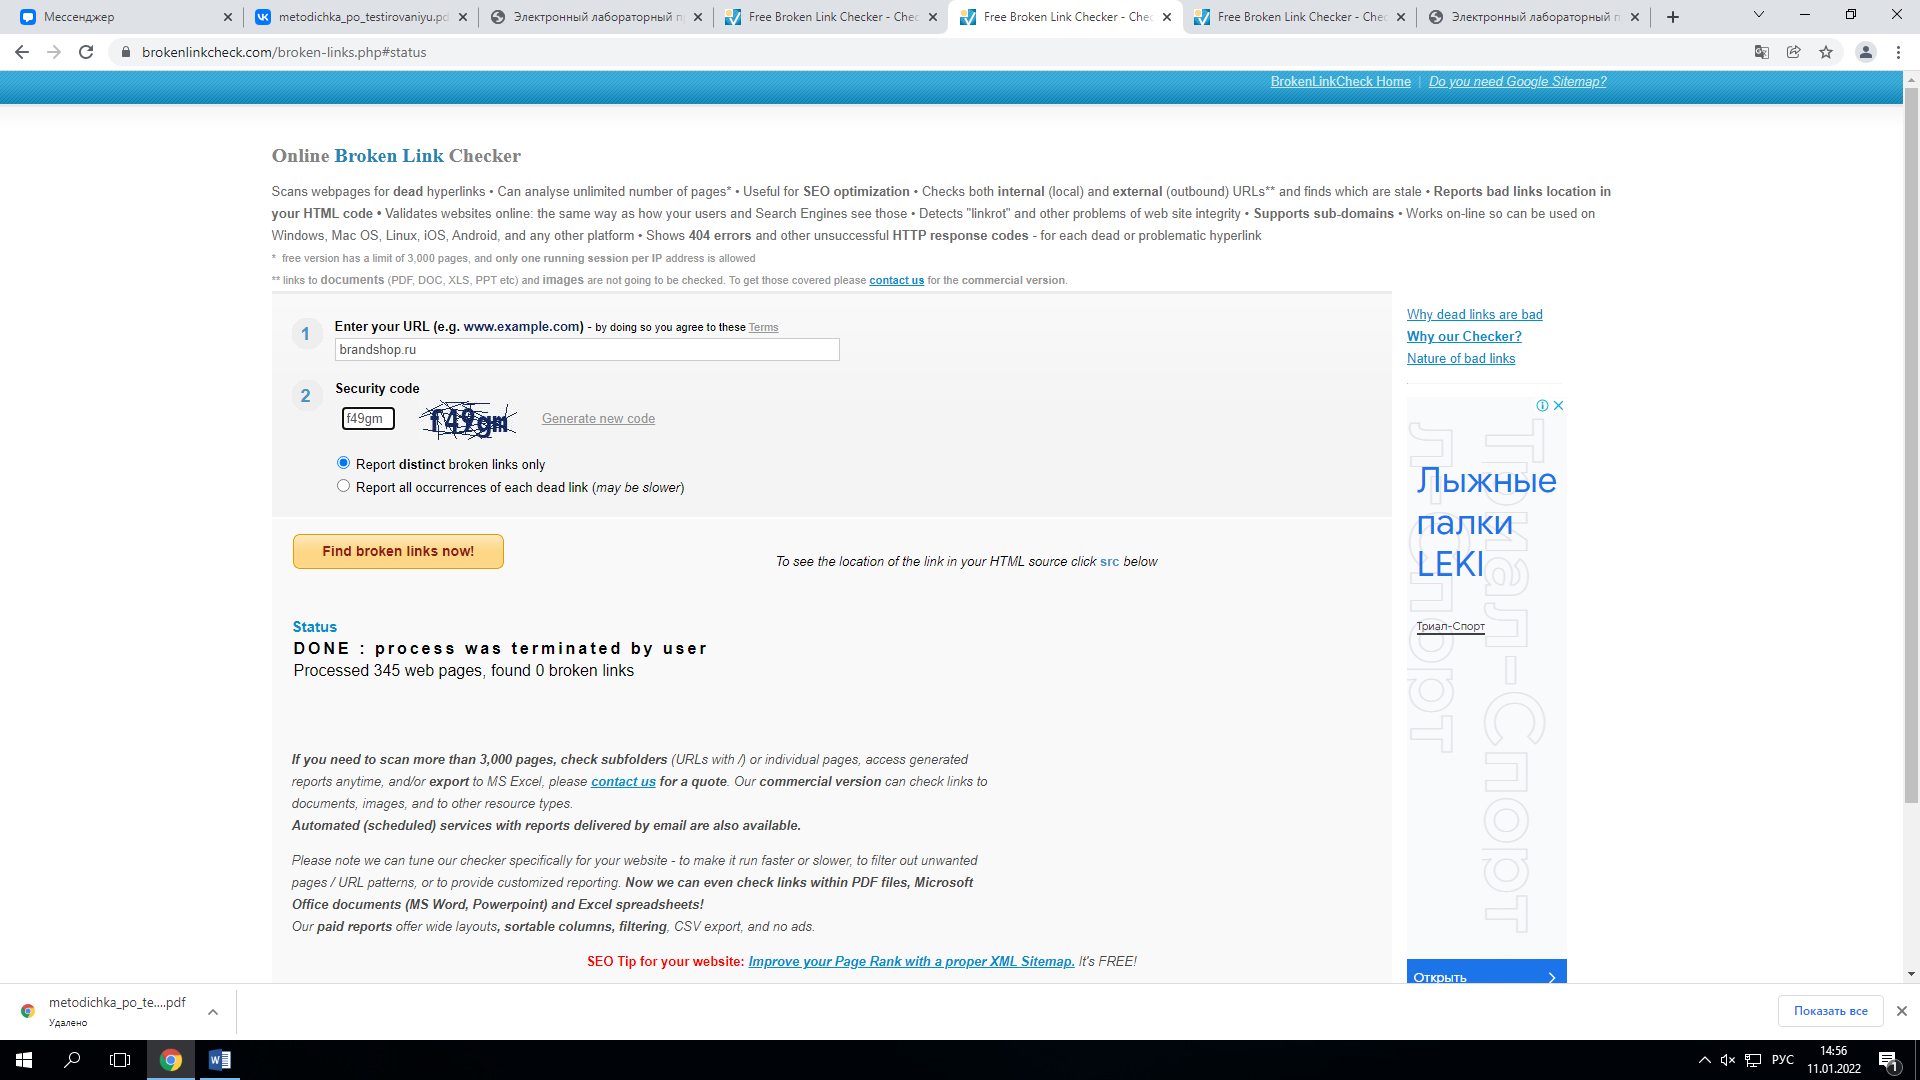 Мессенджер
metodichka_po_testirovaniyu.pd
Электронный лабораторный п
Free Broken Link Checker - Chec
Free Broken Link Checker - Chec
Free Broken Link Checker - Chec
Электронный лабораторный п
brokenlinkcheck.com/broken-links.php#status
BrokenLinkCheck Home | Do you need Google Sitemap?
Online Broken Link Checker
Scans webpages for dead hyperlinks • Can analyse unlimited number of pages* • Useful for SEO optimization • Checks both internal (local) and external (outbound) URLs** and finds which are stale • Reports bad links location in
your HTML code • Validates websites online: the same way as how your users and Search Engines see those • Detects "linkrot" and other problems of web site integrity • Supports sub-domains • Works on-line so can be used on
Windows, Mac OS, Linux, iOS, Android, and any other platform • Shows 404 errors and other unsuccessful HTTP response codes - for each dead or problematic hyperlink
* free version has a limit of 3,000 pages, and only one running session per IP address is allowed
** links to documents (PDF, DOC, XLS, PPT etc) and images are not going to be checked. To get those covered please contact us for the commercial version.
1 Enter your URL (e.g. www.example.com) - by doing so you agree to these Terms
brandshop.ru
2 Security code
f49gm f49gm Generate new code
Report distinct broken links only
Report all occurrences of each dead link (may be slower)
Find broken links now!
To see the location of the link in your HTML source click src below
Status
DONE : process was terminated by user
Processed 345 web pages, found 0 broken links
If you need to scan more than 3,000 pages, check subfolders (URLs with /) or individual pages, access generated
reports anytime, and/or export to MS Excel, please contact us for a quote. Our commercial version can check links to
documents, images, and to other resource types.
Automated (scheduled) services with reports delivered by email are also available.
Please note we can tune our checker specifically for your website - to make it run faster or slower, to filter out unwanted
pages / URL patterns, or to provide customized reporting. Now we can even check links within PDF files, Microsoft
Office documents (MS Word, Powerpoint) and Excel spreadsheets!
Our paid reports offer wide layouts, sortable columns, filtering, CSV export, and no ads.
SEO Tip for your website: Improve your Page Rank with a proper XML Sitemap. It's FREE!
Why dead links are bad
Why our Checker?
Nature of bad links
Лыжные
палки
LEKI
Триал-Спорт
Триал-Спорт
Открыть
metodichka_po_te....pdf
Удалено
Показать все
РУС
14:56
11.01.2022
1